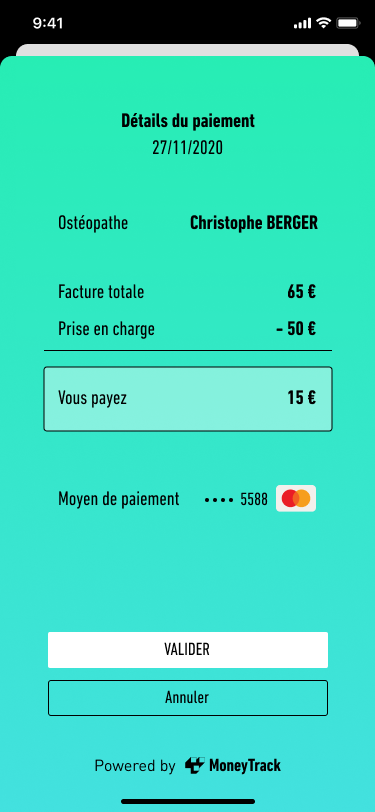 9:41
Détails du paiement
27/11/2020
Ostéopathe Christophe BERGER
Facture totale 65 €
Prise en charge - 50 €
Vous payez 15 €
Moyen de paiement •••• 5588
VALIDER
Annuler
Powered by MoneyTrack